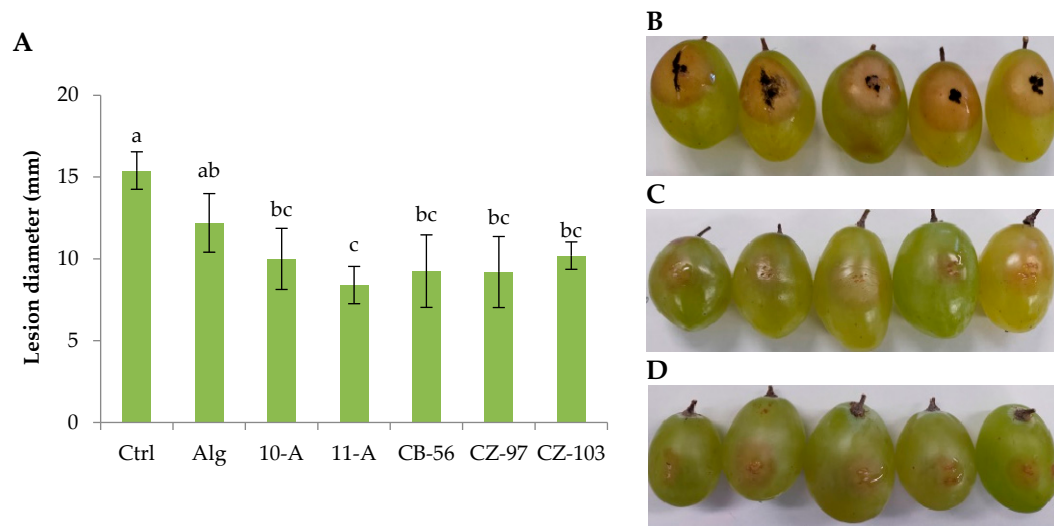 A
Lesion diameter (mm)
20
15
10
5
0
a
ab
bc
c
bc
bc
bc
Ctrl Alg 10-A 11-A CB-56 CZ-97 CZ-103
B
C
D